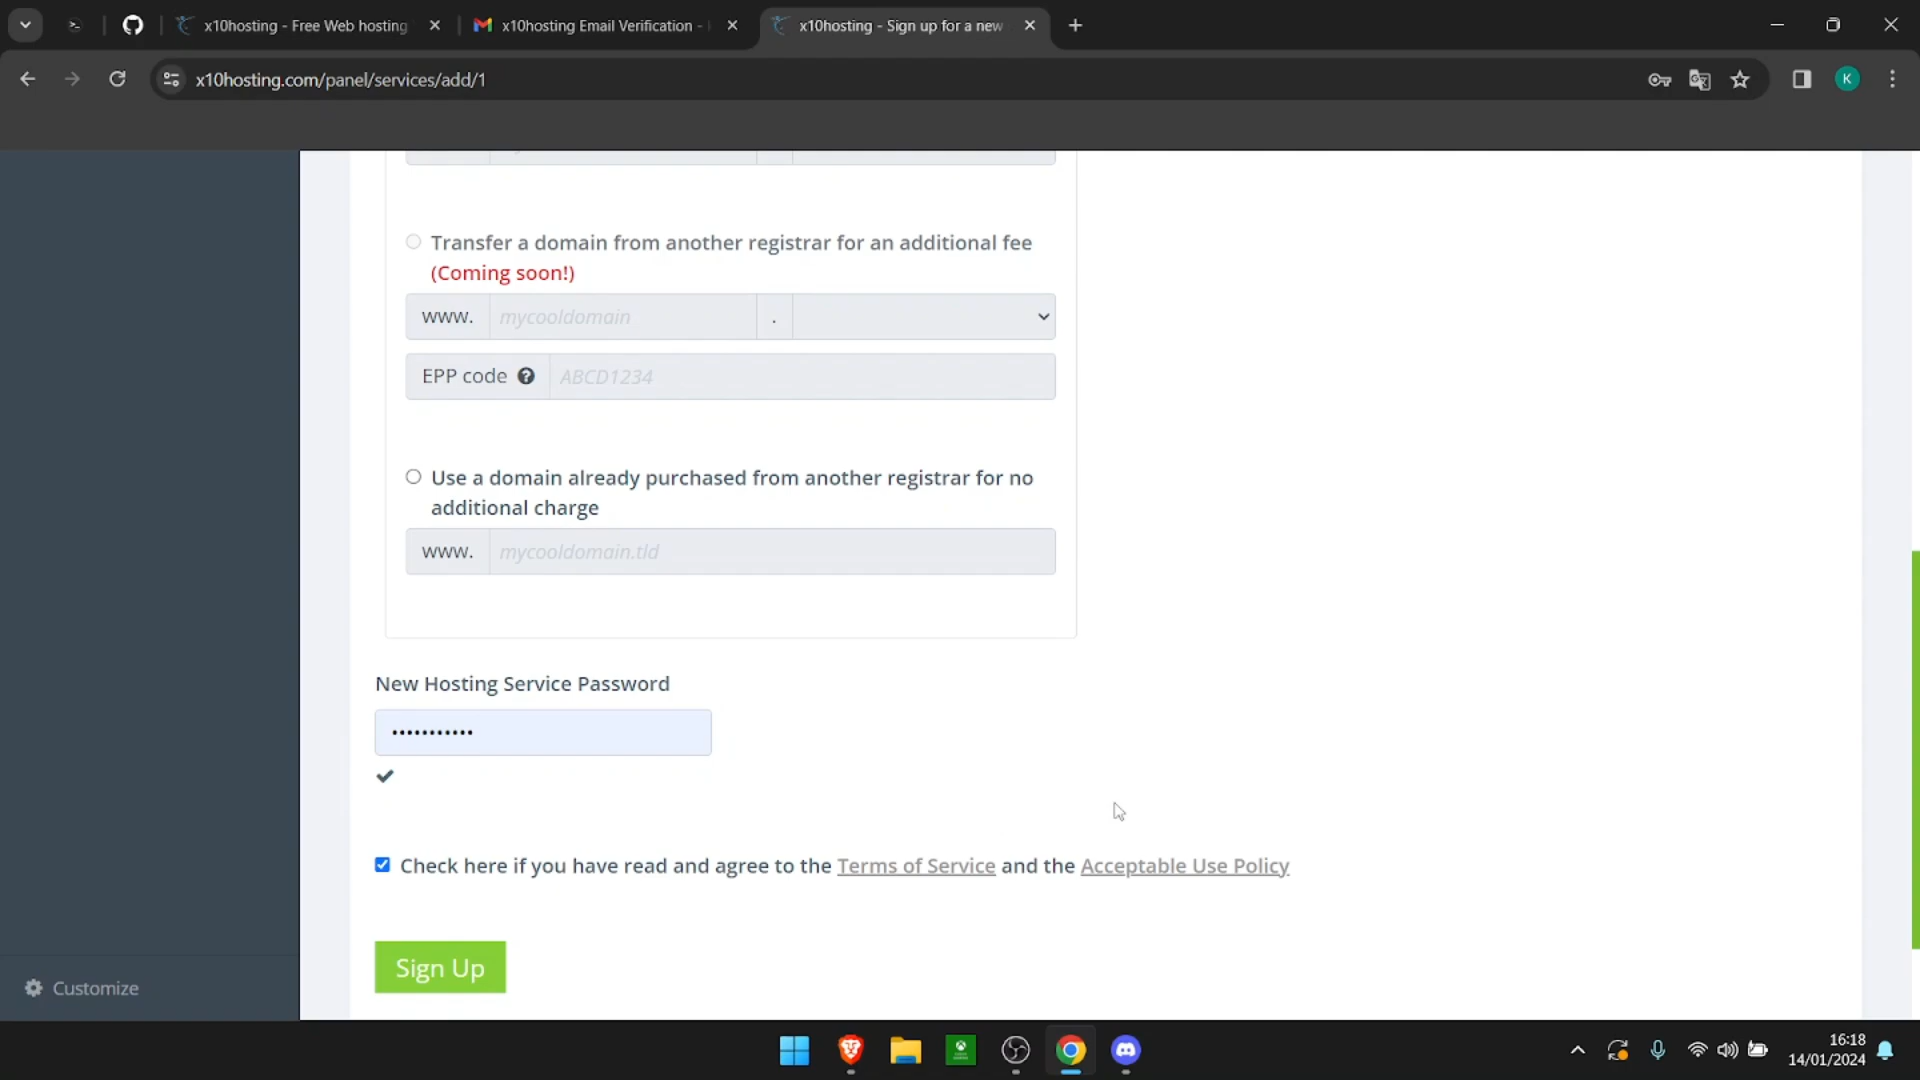 x10hosting - Free Web hosting
x10hosting Email Verification -
x10hosting - Sign up for a new
x10hosting.com/panel/services/add/1
K
Transfer a domain from another registrar for an additional fee
(Coming soon!)
www. mycooldomain .
EPP code ? ABCD1234
Use a domain already purchased from another registrar for no
additional charge
www. mycooldomain.tld
New Hosting Service Password
•••••••••••
Check here if you have read and agree to the Terms of Service and the Acceptable Use Policy
Sign Up
Customize
16:18
14/01/2024